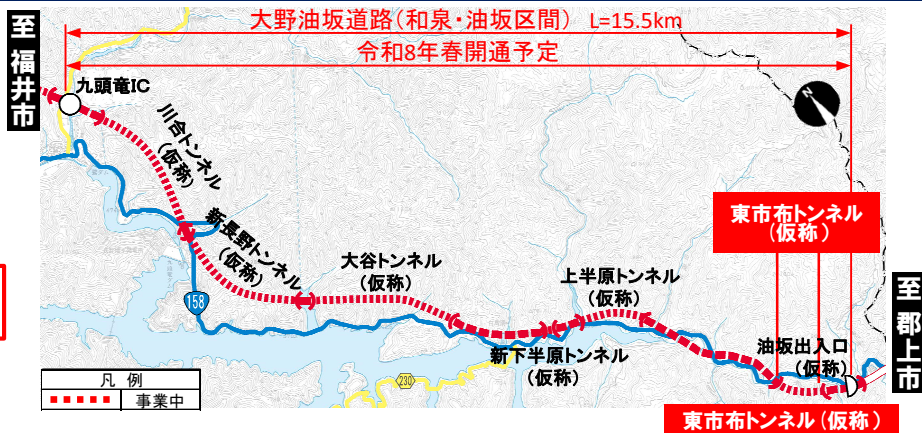 大野油坂道路(和泉・油坂区間) L=15.5km
令和8年春開通予定
至 福井市
九頭竜IC
川合トンネル
(仮称)
新長野トンネル
(仮称)
大谷トンネル
(仮称)
上半原トンネル
(仮称)
東市布トンネル
(仮称)
158
新下半原トンネル
(仮称)
230
油坂出入口
(仮称)
至 郡上市
東市布トンネル(仮称)
凡 例
事業中
N